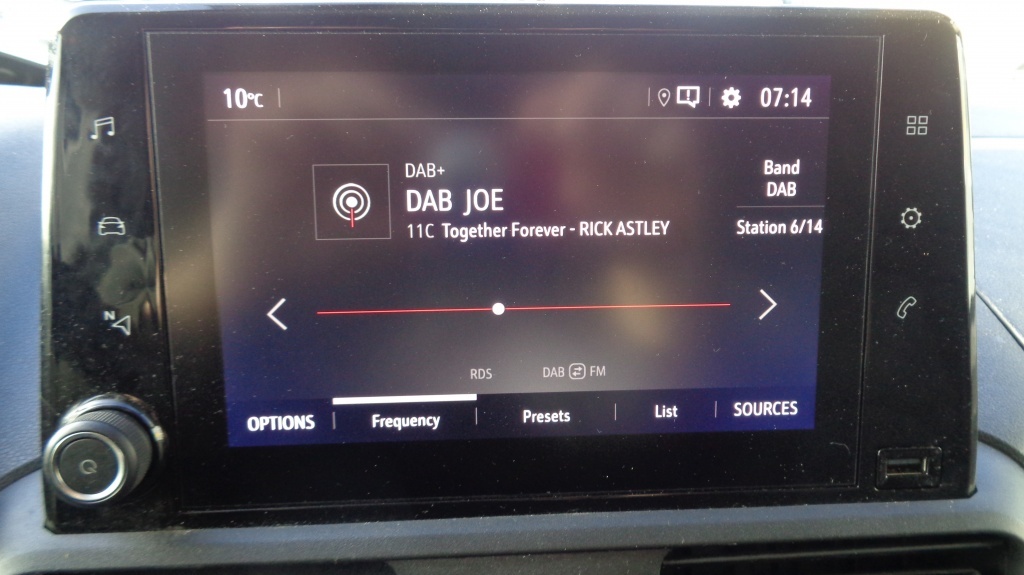 10°C
07:14
DAB+
DAB JOE
11C Together Forever - RICK ASTLEY
Band
DAB
Station 6/14
N
RDS
DAB FM
OPTIONS
Frequency
Presets
List
SOURCES